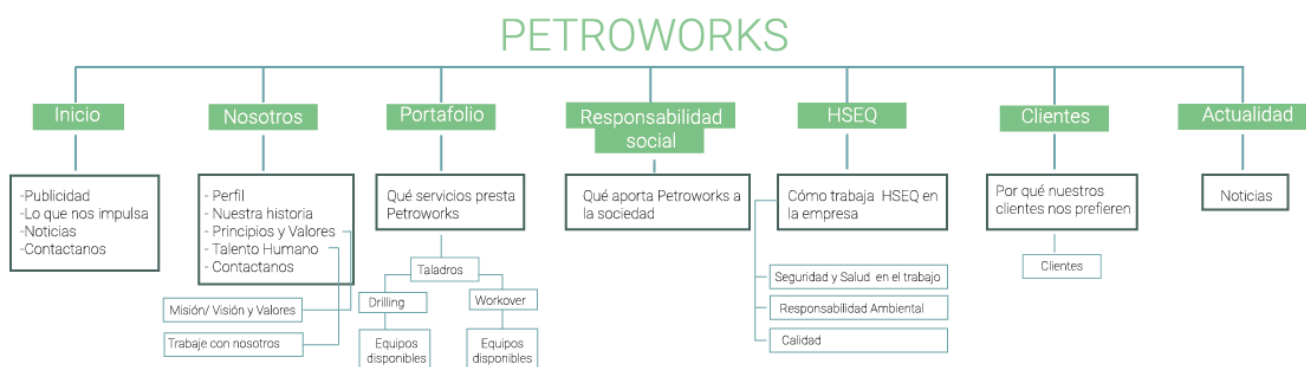 PETROWORKS
Inicio
Nosotros
Portafolio
Responsabilidad
social
HSEQ
Clientes
Actualidad
-Publicidad
-Lo que nos impulsa
-Noticias
-Contactanos
- Perfil
- Nuestra historia
- Principios y Valores
- Talento Humano
- Contactanos
Misión/ Visión y Valores
Trabaje con nosotros
Qué servicios presta
Petroworks
Taladros
Drilling
Workover
Equipos
disponibles
Equipos
disponibles
Qué aporta Petroworks a
la sociedad
Cómo trabaja HSEQ en
la empresa
Seguridad y Salud en el trabajo
Responsabilidad Ambiental
Calidad
Por qué nuestros
clientes nos prefieren
Clientes
Noticias